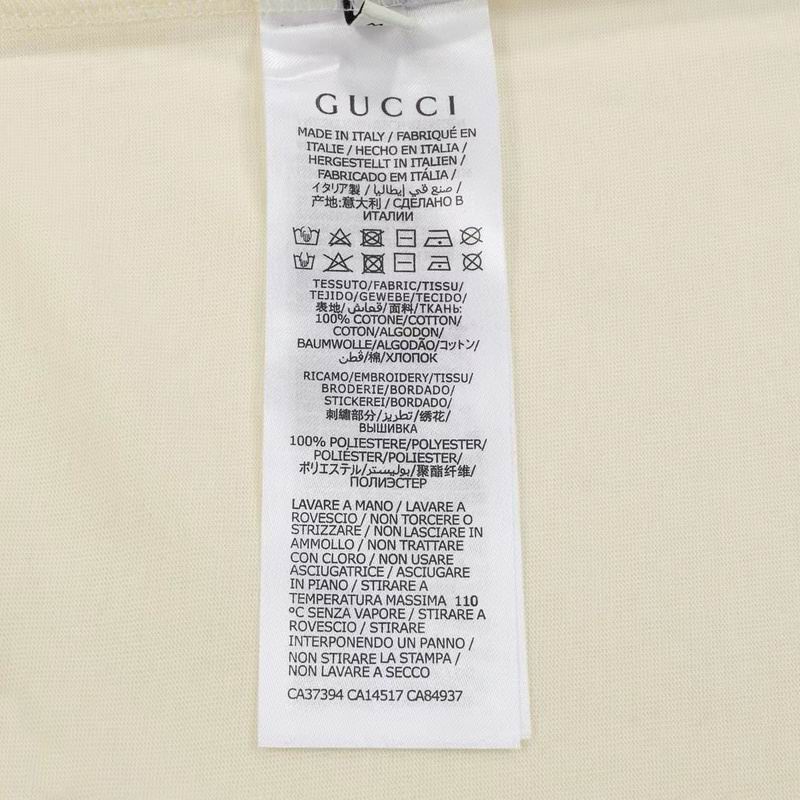 GUCCI
MADE IN ITALY / FABRIQUÉ EN
ITALIE / HECHO EN ITALIA /
HERGESTELLT IN ITALIEN /
FABRICADO EM ITÁLIA /
イタリア製 / صنع في إيطاليا /
产地:意大利 / СДЕЛАНО В
ИТАЛИИ
TESSUTO/FABRIC/TISSU/
TEJIDO/GEWEBE/TECIDO/
表地/قماش/面料/ТКАНЬ:
100% COTONE/COTTON/
COTON/ALGODON/
BAUMWOLLE/ALGODÃO/コットン/
قطن/棉/ХЛОПОК
RICAMO/EMBROIDERY/TISSU/
BRODERIE/BORDADO/
STICKEREI/BORDADO/
刺繍部分/تطريز/绣花/
ВЫШИВКА
100% POLIESTERE/POLYESTER/
POLIÉSTER/POLIESTER/
ポリエステル/بوليستر/聚酯纤维/
ПОЛИЭСТЕР
LAVARE A MANO / LAVARE A
ROVESCIO / NON TORCERE O
STRIZZARE / NON LASCIARE IN
AMMOLLO / NON TRATTARE
CON CLORO / NON USARE
ASCIUGATRICE / ASCIUGARE
IN PIANO / STIRARE A
TEMPERATURA MASSIMA 110
°C SENZA VAPORE / STIRARE A
ROVESCIO / STIRARE
INTERPONENDO UN PANNO /
NON STIRARE LA STAMPA /
NON LAVARE A SECCO
CA37394 CA14517 CA84937